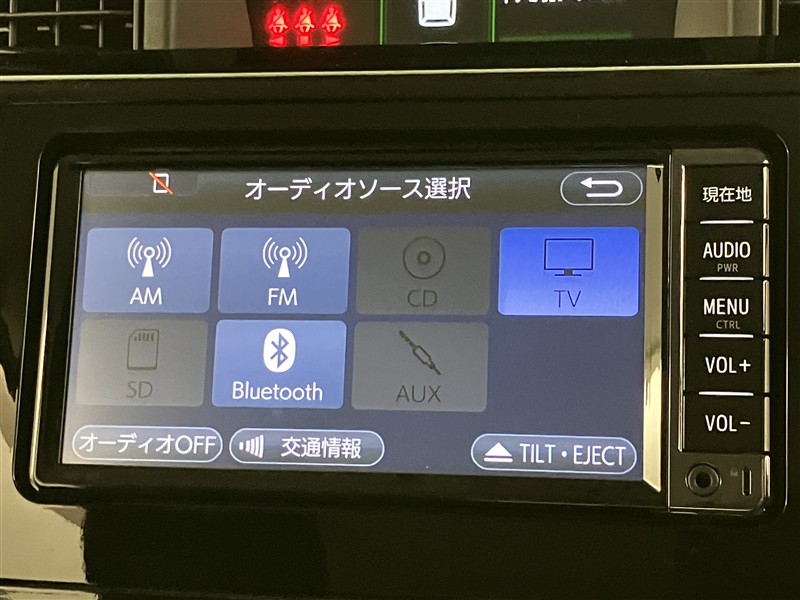 オーディオソース選択
AM
FM
CD
TV
SD
Bluetooth
AUX
オーディオOFF
交通情報
TILT・EJECT
現在地
AUDIO
PWR
MENU
CTRL
VOL+
VOL-